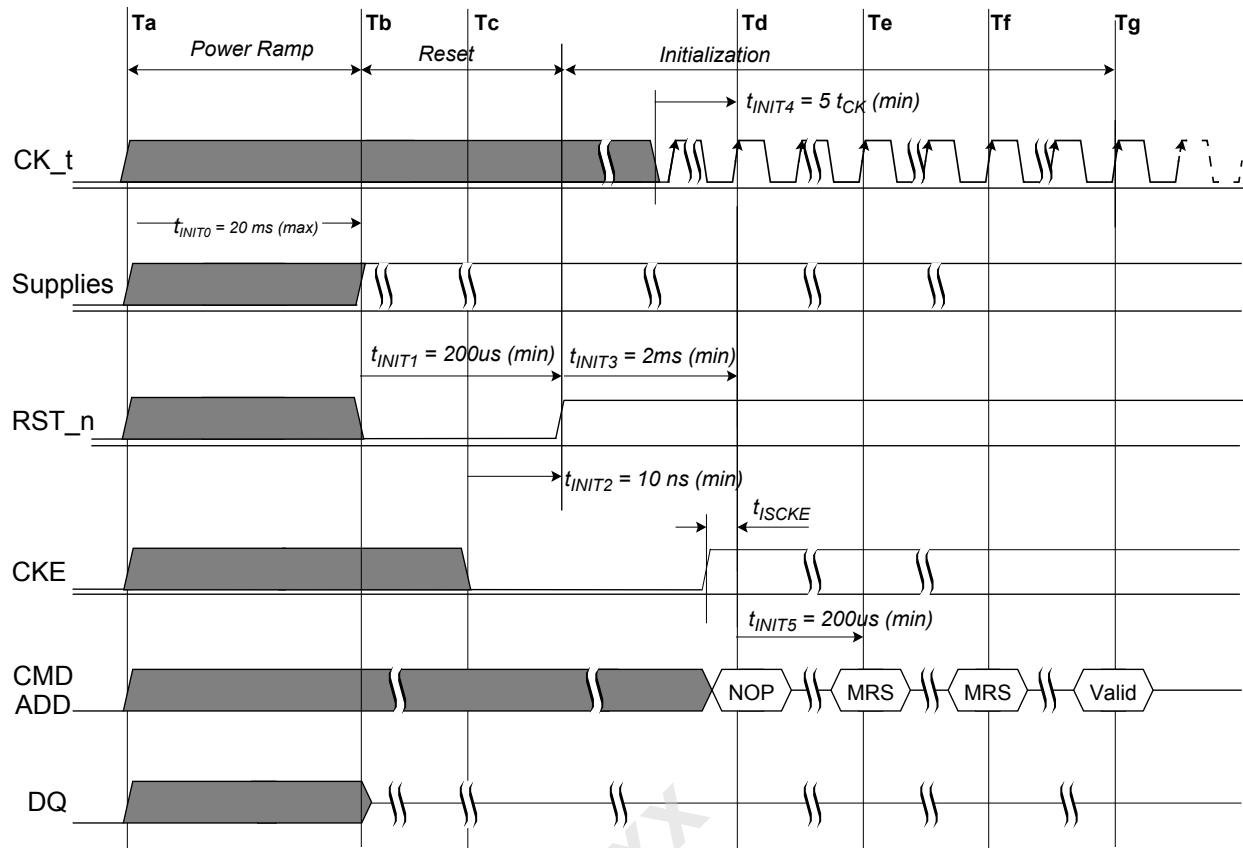 Ta Tb Tc Td Te Tf Tg
Power Ramp Reset Initialization
tINIT4 = 5 tCK (min)
CK_t
tINIT0 = 20 ms (max)
Supplies
tINIT1 = 200us (min) tINIT3 = 2ms (min)
RST_n
tINIT2 = 10 ns (min)
tISCKE
CKE
tINIT5 = 200us (min)
CMD
ADD
NOP MRS MRS Valid
DQ